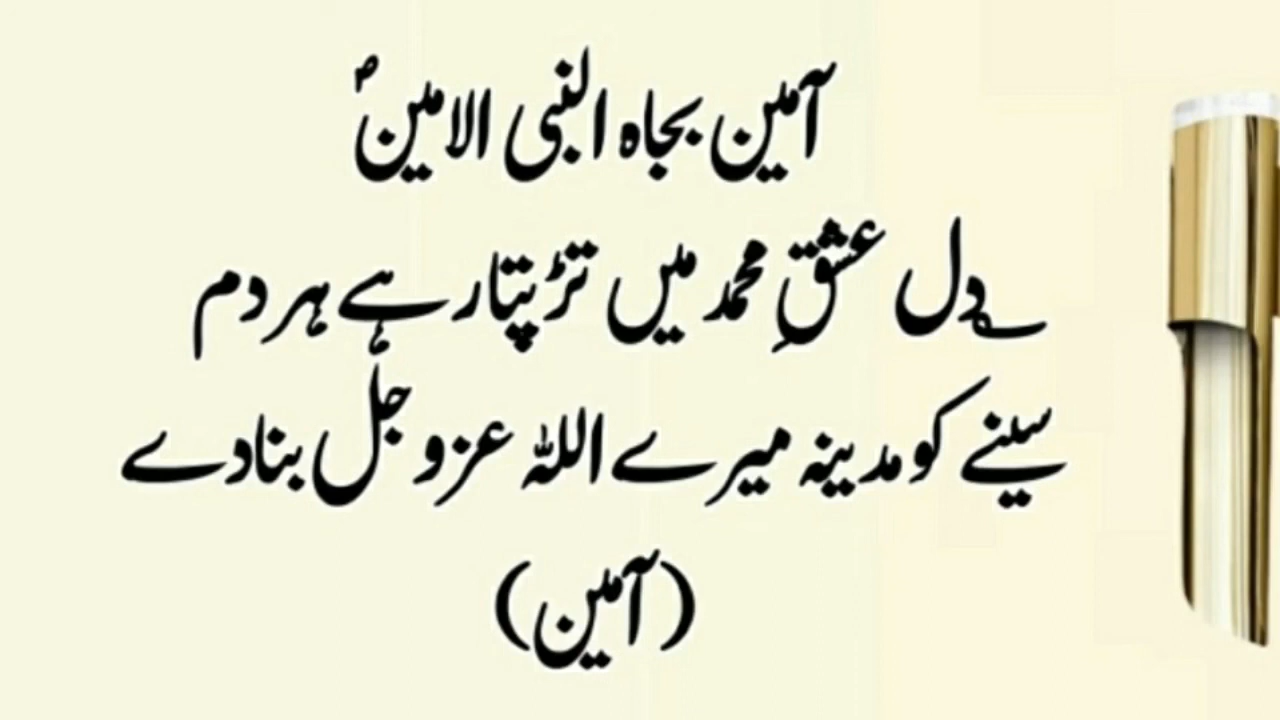 آمین بجاہ النبی الامینؐ
؎ دل عشقِ محمد میں تڑپتا رہے ہر دم
سینے کو مدینہ میرے اللہ عزوجل بنادے
(آمین)